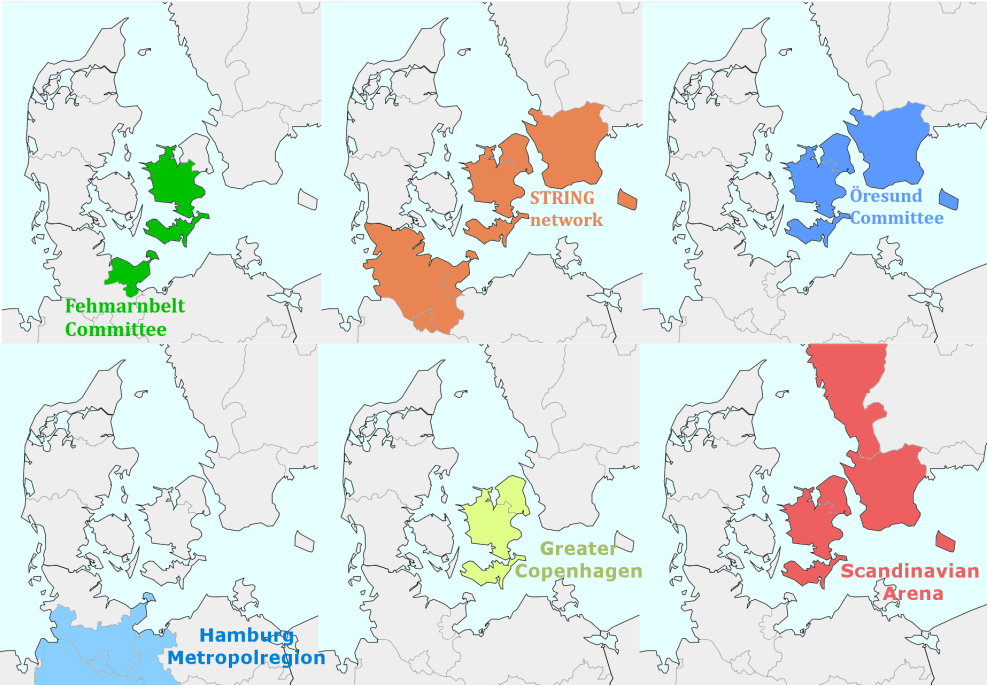 Fehmarnbelt
Committee
STRING
network
Öresund
Committee
Hamburg
Metropolregion
Greater
Copenhagen
Scandinavian
Arena